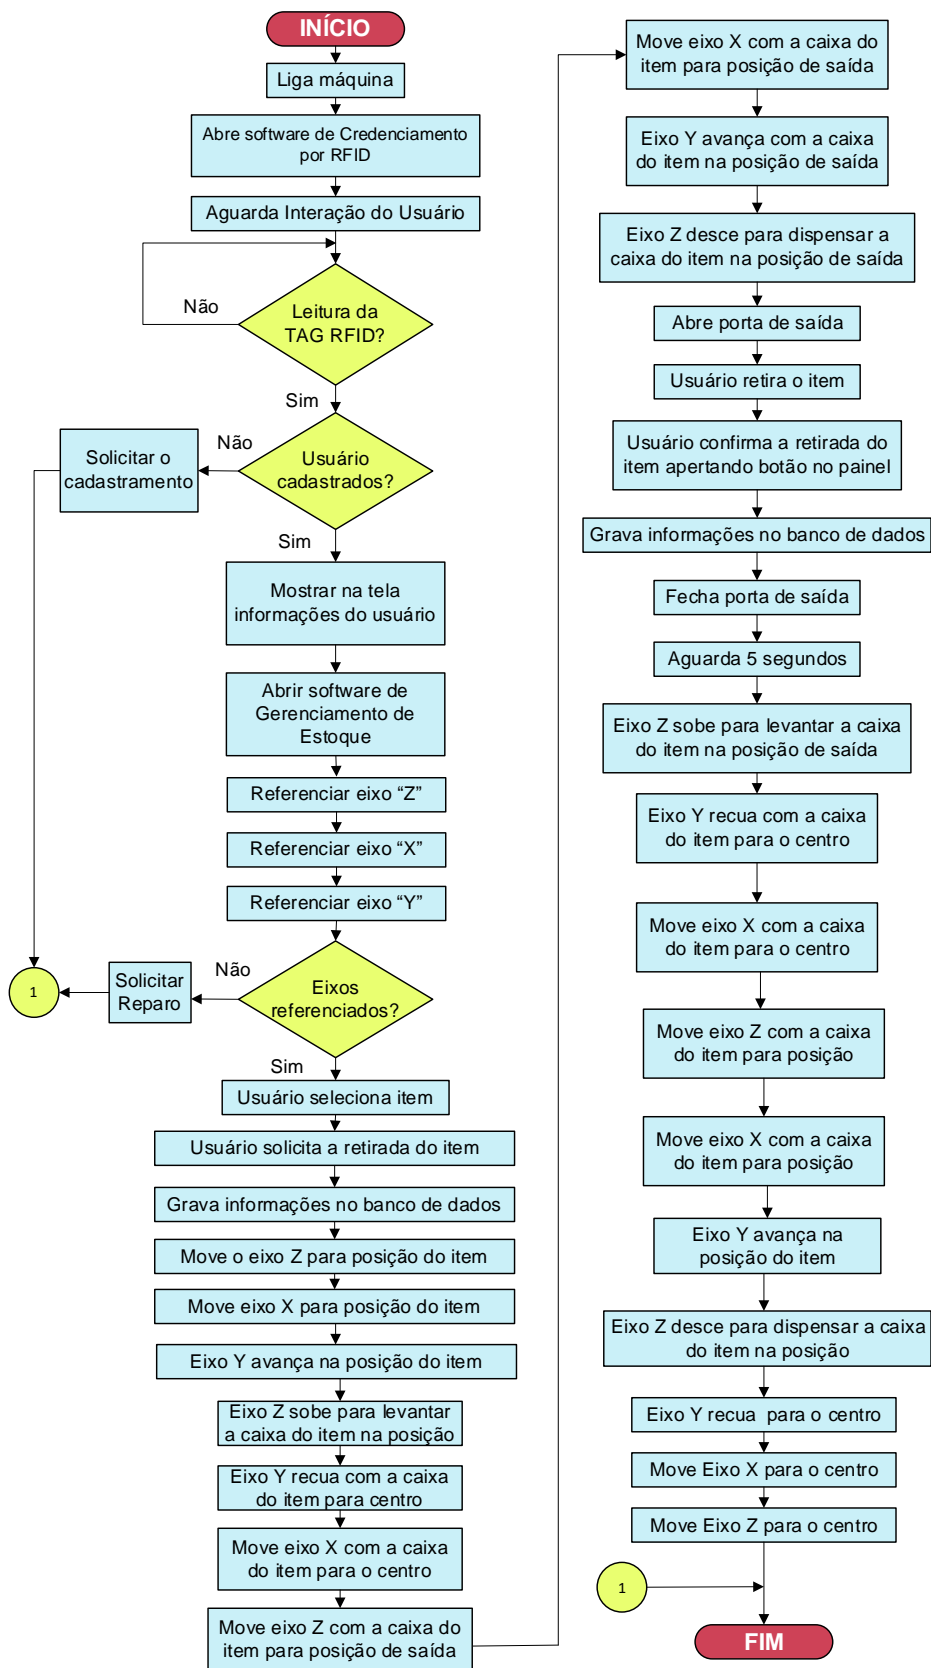 INÍCIO
Liga máquina
Abre software de Credenciamento
por RFID
Aguarda Interação do Usuário
Não
Leitura da
TAG RFID?
Sim
Não
Solicitar o
cadastramento
Usuário
cadastrados?
Sim
Mostrar na tela
informações do usuário
Abrir software de
Gerenciamento de
Estoque
Referenciar eixo “Z”
Referenciar eixo “X”
Referenciar eixo “Y”
Não
1
Solicitar
Reparo
Eixos
referenciados?
Sim
Usuário seleciona item
Usuário solicita a retirada do item
Grava informações no banco de dados
Move o eixo Z para posição do item
Move eixo X para posição do item
Eixo Y avança na posição do item
Eixo Z sobe para levantar
a caixa do item na posição
Eixo Y recua com a caixa
do item para centro
Move eixo X com a caixa
do item para o centro
Move eixo Z com a caixa do
item para posição de saída
Move eixo X com a caixa do
item para posição de saída
Eixo Y avança com a caixa
do item na posição de saída
Eixo Z desce para dispensar a
caixa do item na posição de saída
Abre porta de saída
Usuário retira o item
Usuário confirma a retirada do
item apertando botão no painel
Grava informações no banco de dados
Fecha porta de saída
Aguarda 5 segundos
Eixo Z sobe para levantar a caixa
do item na posição de saída
Eixo Y recua com a caixa
do item para o centro
Move eixo X com a caixa
do item para o centro
Move eixo Z com a caixa
do item para posição
Move eixo X com a caixa
do item para posição
Eixo Y avança na
posição do item
Eixo Z desce para dispensar a caixa
do item na posição
Eixo Y recua para o centro
Move Eixo X para o centro
Move Eixo Z para o centro
1
FIM